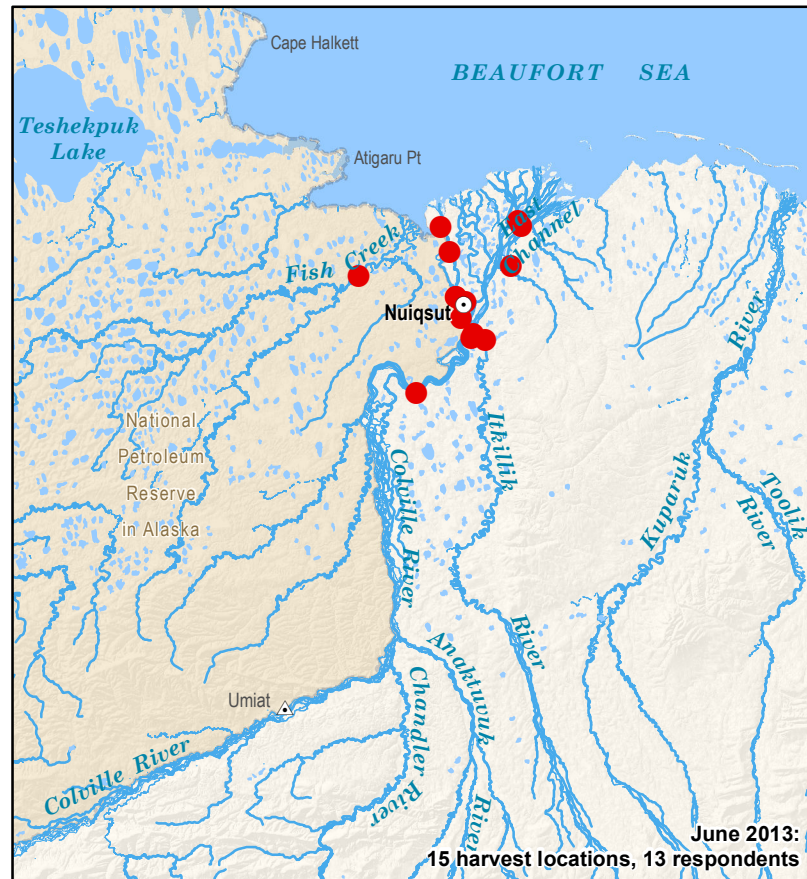 Cape Halkett
BEAUFORT SEA
Teshekpuk
Lake
Atigaru Pt
East
Channel
Fish Creek
Nuiqsut
River
National
Petroleum
Reserve
in Alaska
Itkillik
Colville River
Kuparuk
Toolik
River
River
Anaktuvuk
Umiat
Chandler
River
Colville River
River
June 2013:
15 harvest locations, 13 respondents